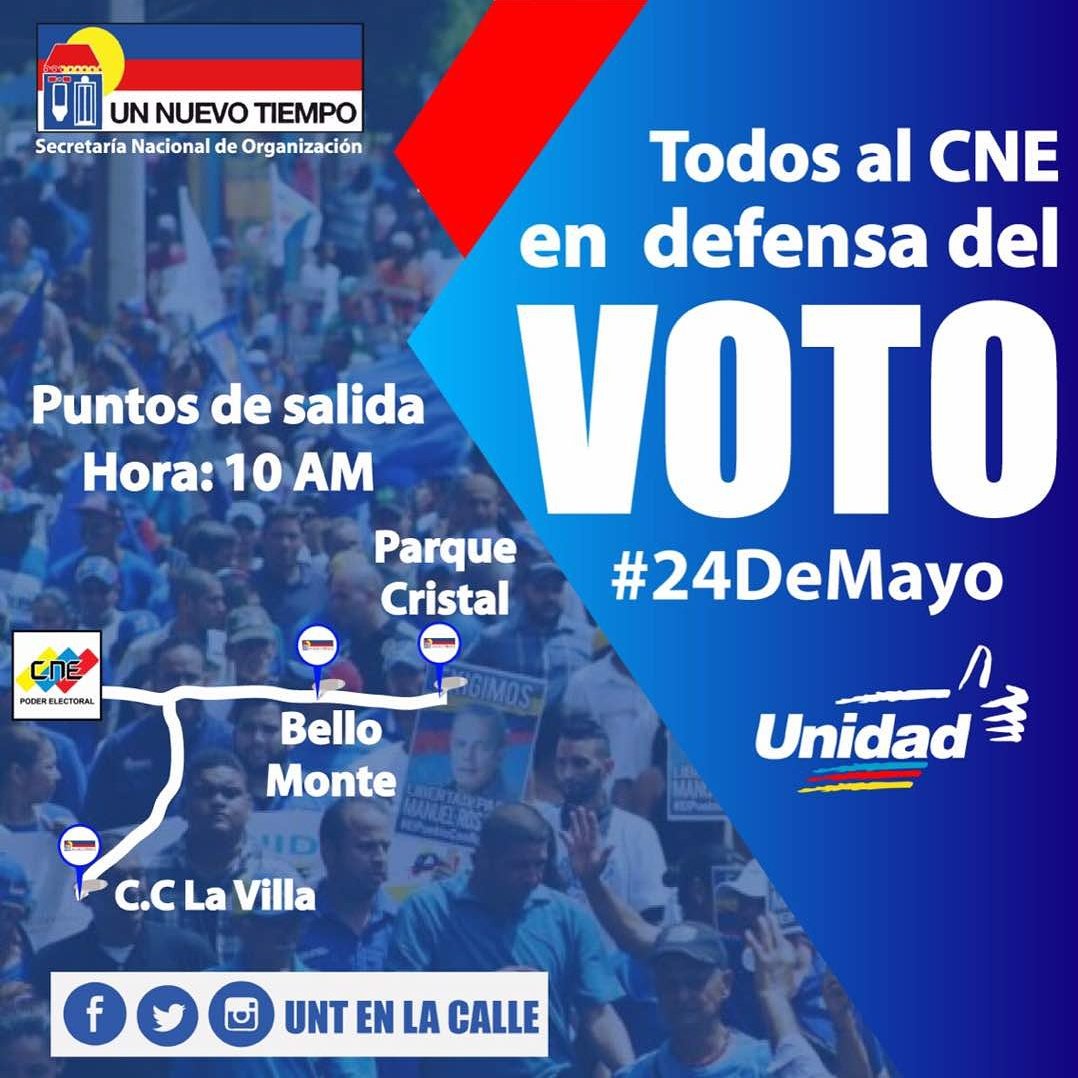 UN NUEVO TIEMPO
Secretaría Nacional de Organización
Todos al CNE
en defensa del
VOTO
#24DeMayo
Unidad
Puntos de salida
Hora: 10 AM
Parque
Cristal
CNE
PODER ELECTORAL
Bello
Monte
C.C La Villa
MANUEL
UNT EN LA CALLE